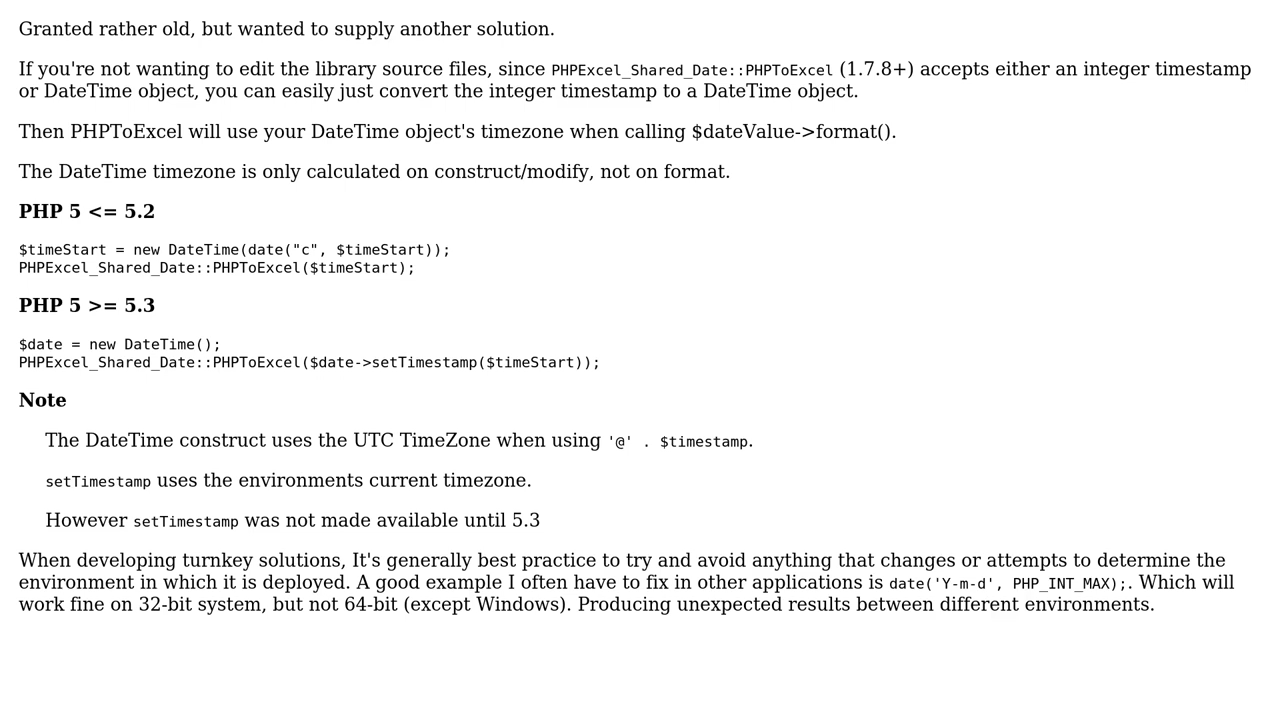 Granted rather old, but wanted to supply another solution.
If you're not wanting to edit the library source files, since PHPExcel_Shared_Date::PHPToExcel (1.7.8+) accepts either an integer timestamp
or DateTime object, you can easily just convert the integer timestamp to a DateTime object.
Then PHPToExcel will use your DateTime object's timezone when calling $dateValue->format().
The DateTime timezone is only calculated on construct/modify, not on format.
PHP 5 <= 5.2
$timeStart = new DateTime(date("c", $timeStart));
PHPExcel_Shared_Date::PHPToExcel($timeStart);
PHP 5 >= 5.3
$date = new DateTime();
PHPExcel_Shared_Date::PHPToExcel($date->setTimestamp($timeStart));
Note
The DateTime construct uses the UTC TimeZone when using '@' . $timestamp.
setTimestamp uses the environments current timezone.
However setTimestamp was not made available until 5.3
When developing turnkey solutions, It's generally best practice to try and avoid anything that changes or attempts to determine the
environment in which it is deployed. A good example I often have to fix in other applications is date('Y-m-d', PHP_INT_MAX);. Which will
work fine on 32-bit system, but not 64-bit (except Windows). Producing unexpected results between different environments.